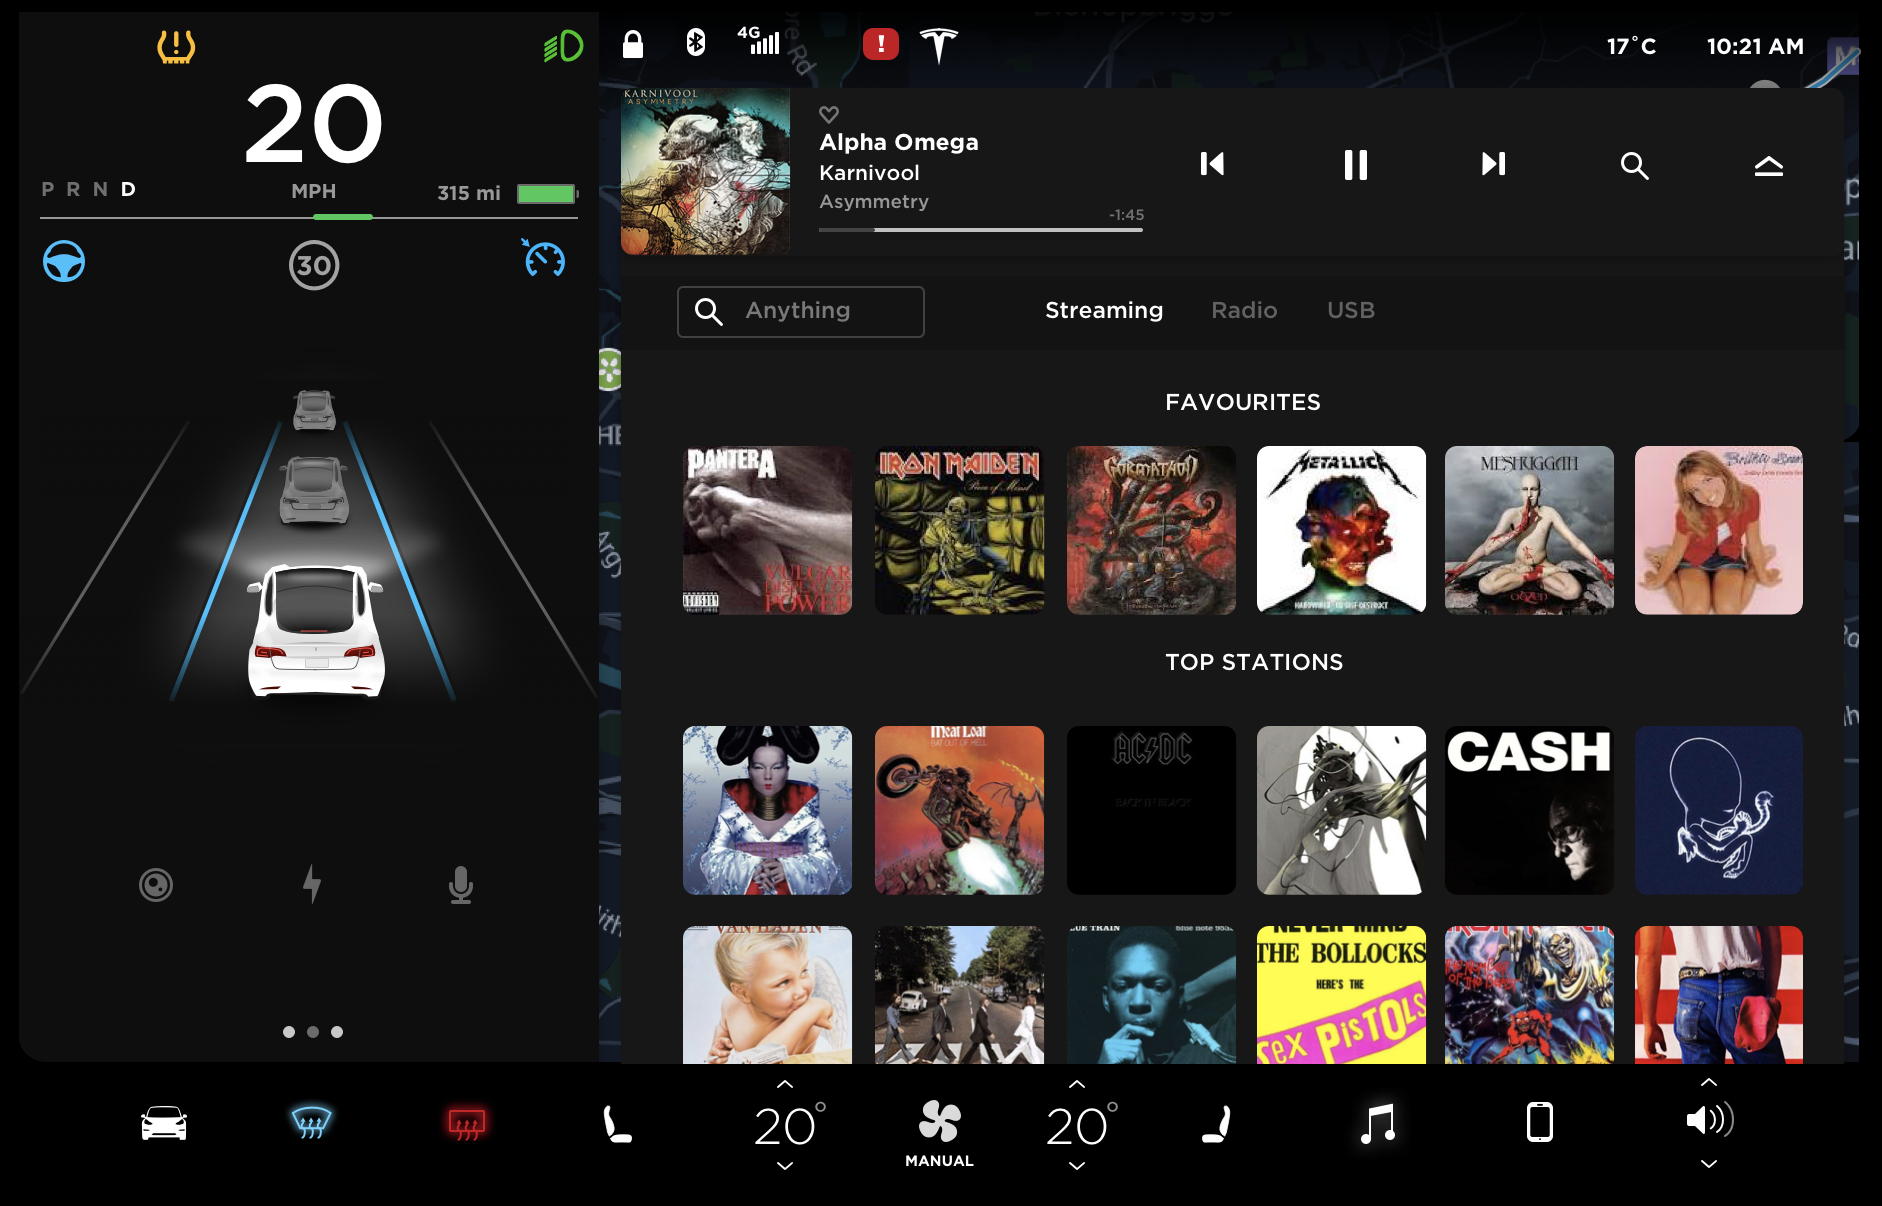 4G
!
17°C
10:21 AM
20
P R N D
MPH
315 mi
30
KARNIVOOL
ASYMMETRY
Alpha Omega
Karnivool
Asymmetry
-1:45
Anything
Streaming
Radio
USB
FAVOURITES
PANTERA
VULGAR
DISPLAY OF
POWER
IRON MAIDEN
Piece of Mind
METALLICA
HARDWIRED...TO SELF-DESTRUCT
MESHUGGAH
OBZEN
Britney Spears
TOP STATIONS
Meat Loaf
BAT OUT OF HELL
AC/DC
BACK IN BLACK
CASH
VAN HALEN
BLUE TRAIN
blue note
NEVER MIND
THE BOLLOCKS
HERE'S THE
SEX PISTOLS
IRON MAIDEN
THE NUMBER
OF THE BEAST
20°
MANUAL
20°